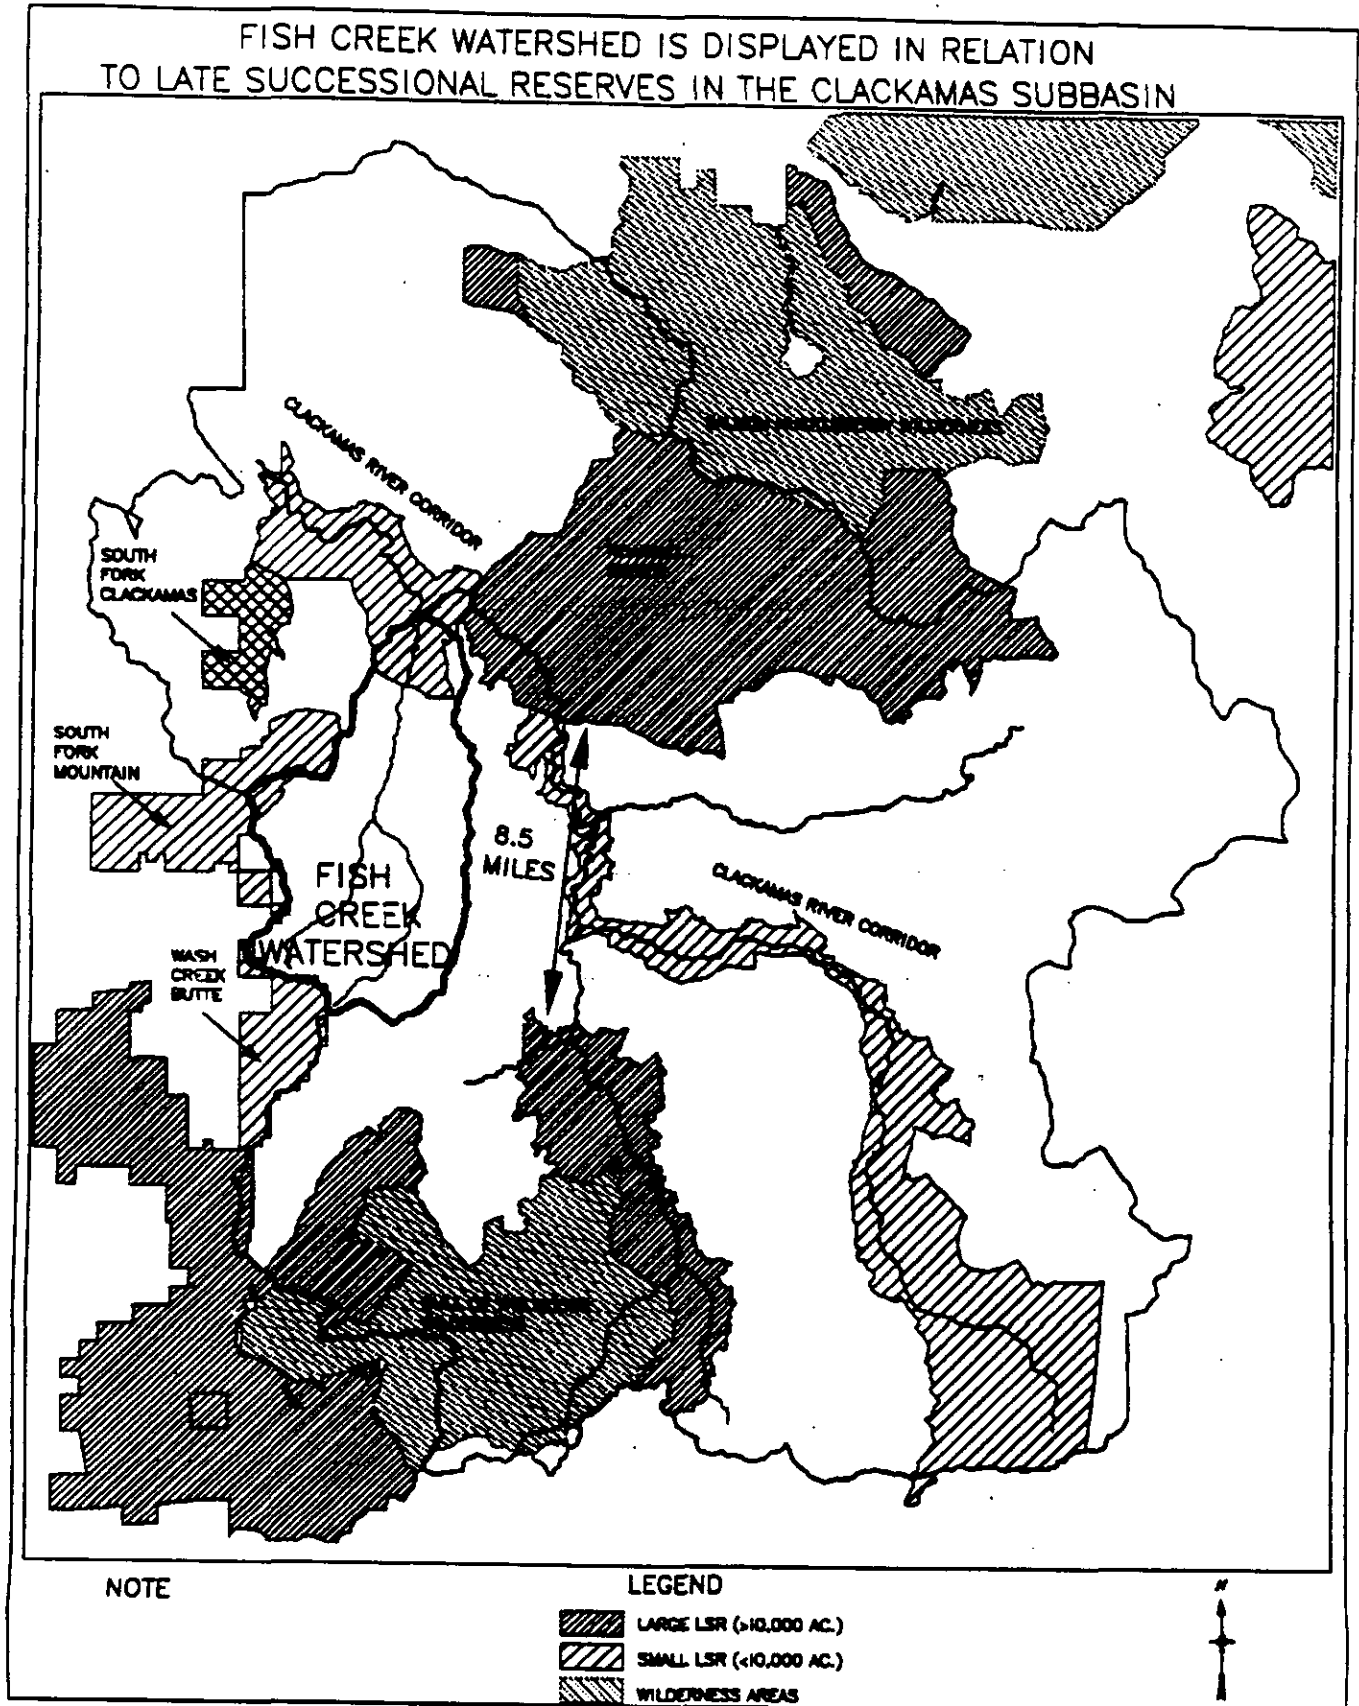 FISH CREEK WATERSHED IS DISPLAYED IN RELATION
TO LATE SUCCESSIONAL RESERVES IN THE CLACKAMAS SUBBASIN
CLACKAMAS RIVER CORRIDOR
WILDERNESS
SOUTH
FORK
CLACKAMAS
SOUTH
FORK
MOUNTAIN
8.5
MILES
FISH
CREEK
WATERSHED
CLACKAMAS RIVER CORRIDOR
WASH
CREEK
BUTTE
NOTE
LEGEND
N
LARGE LSR (>10,000 AC.)
SMALL LSR (<10,000 AC.)
WILDERNESS AREAS